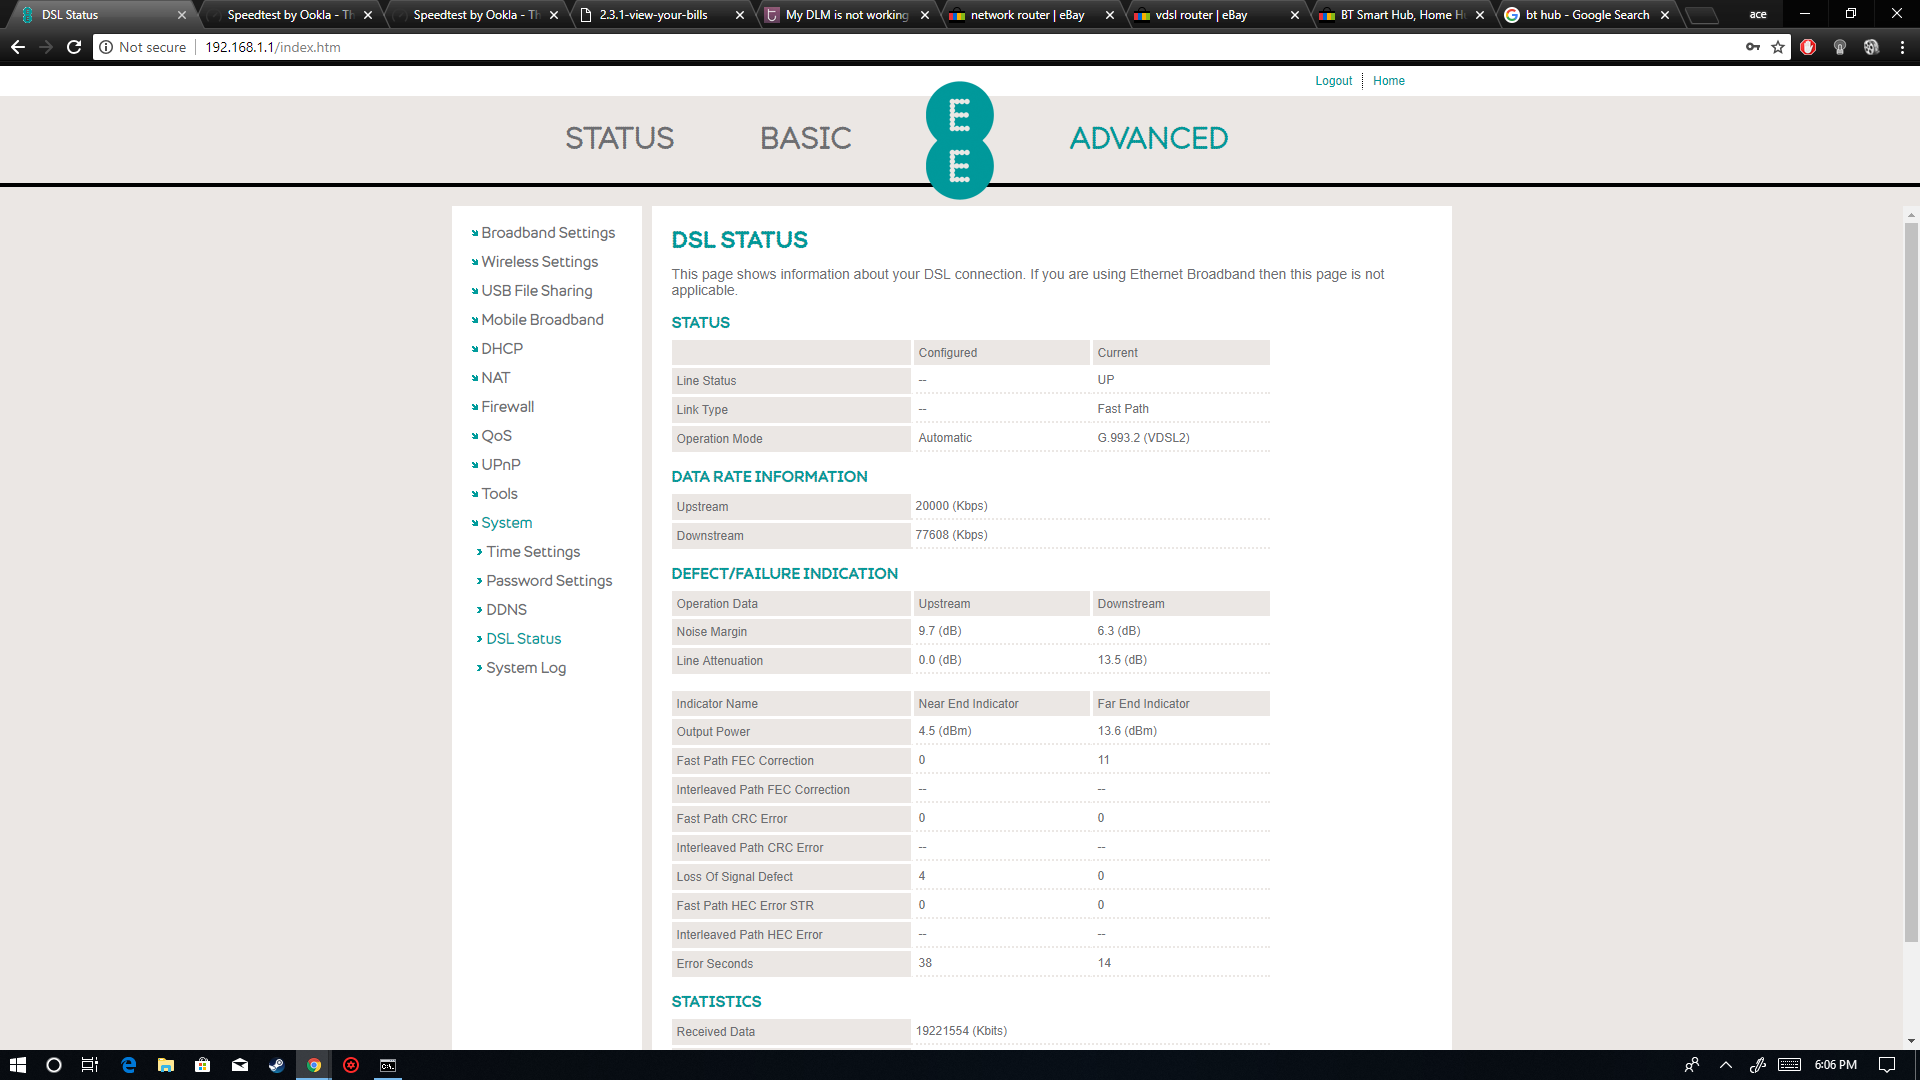 DSL Status
Speedtest by Ookla - Th
Speedtest by Ookla - Th
2.3.1-view-your-bills
My DLM is not working
network router | eBay
vdsl router | eBay
BT Smart Hub, Home H
bt hub - Google Search
ace
Not secure
192.168.1.1/index.htm
Logout
Home
STATUS
BASIC
EE
ADVANCED
Broadband Settings
Wireless Settings
USB File Sharing
Mobile Broadband
DHCP
NAT
Firewall
QoS
UPnP
Tools
System
Time Settings
Password Settings
DDNS
DSL Status
System Log
DSL STATUS
This page shows information about your DSL connection. If you are using Ethernet Broadband then this page is not
applicable.
STATUS
Configured Current
Line Status -- UP
Link Type -- Fast Path
Operation Mode Automatic G.993.2 (VDSL2)
DATA RATE INFORMATION
Upstream 20000 (Kbps)
Downstream 77608 (Kbps)
DEFECT/FAILURE INDICATION
Operation Data Upstream Downstream
Noise Margin 9.7 (dB) 6.3 (dB)
Line Attenuation 0.0 (dB) 13.5 (dB)
Indicator Name Near End Indicator Far End Indicator
Output Power 4.5 (dBm) 13.6 (dBm)
Fast Path FEC Correction 0 11
Interleaved Path FEC Correction -- --
Fast Path CRC Error 0 0
Interleaved Path CRC Error -- --
Loss Of Signal Defect 4 0
Fast Path HEC Error STR 0 0
Interleaved Path HEC Error -- --
Error Seconds 38 14
STATISTICS
Received Data 19221554 (Kbits)
6:06 PM